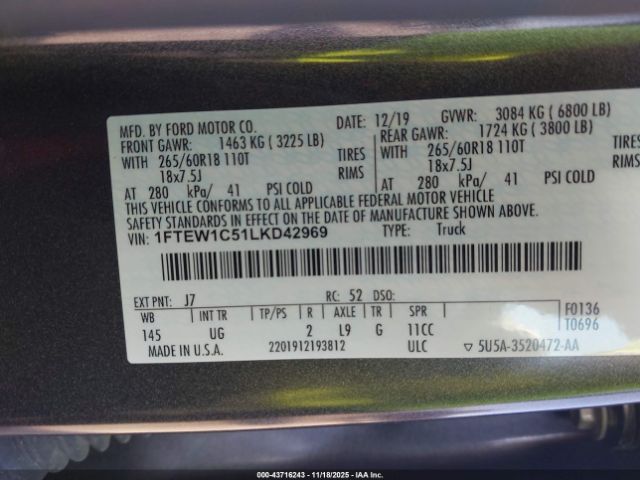 MFD. BY FORD MOTOR CO. DATE: 12/19 GVWR: 3084 KG ( 6800 LB)
FRONT GAWR: 1463 KG ( 3225 LB) REAR GAWR: 1724 KG ( 3800 LB)
WITH 265/60R18 110T TIRES WITH 265/60R18 110T TIRES
18x7.5J RIMS 18x7.5J RIMS
AT 280 kPa/ 41 PSI COLD AT 280 kPa/ 41 PSI COLD
THIS VEHICLE CONFORMS TO ALL APPLICABLE FEDERAL MOTOR VEHICLE
SAFETY STANDARDS IN EFFECT ON THE DATE OF MANUFACTURE SHOWN ABOVE.
VIN: 1FTEW1C51LKD42969 TYPE: Truck
EXT PNT: J7 RC: 52 DSO: F0136
WB INT TR TP/PS R AXLE TR SPR T0696
145 UG 2 L9 G 11CC
MADE IN U.S.A. 2201912193812 ULC ▽ 5U5A-3520472-AA
000-43716243 - 11/18/2025 - IAA Inc.